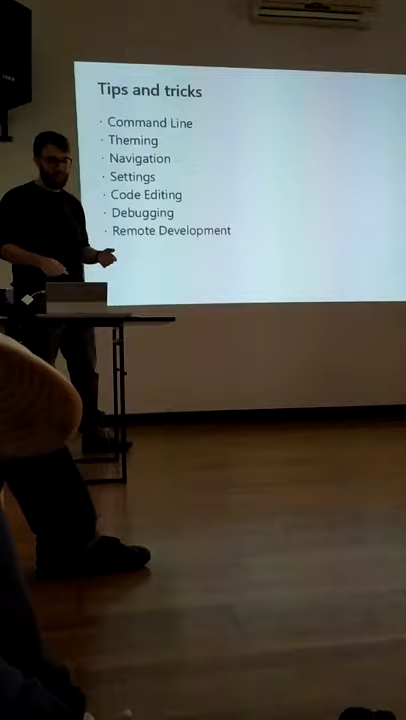 Tips and tricks
· Command Line
· Theming
· Navigation
· Settings
· Code Editing
· Debugging
· Remote Development